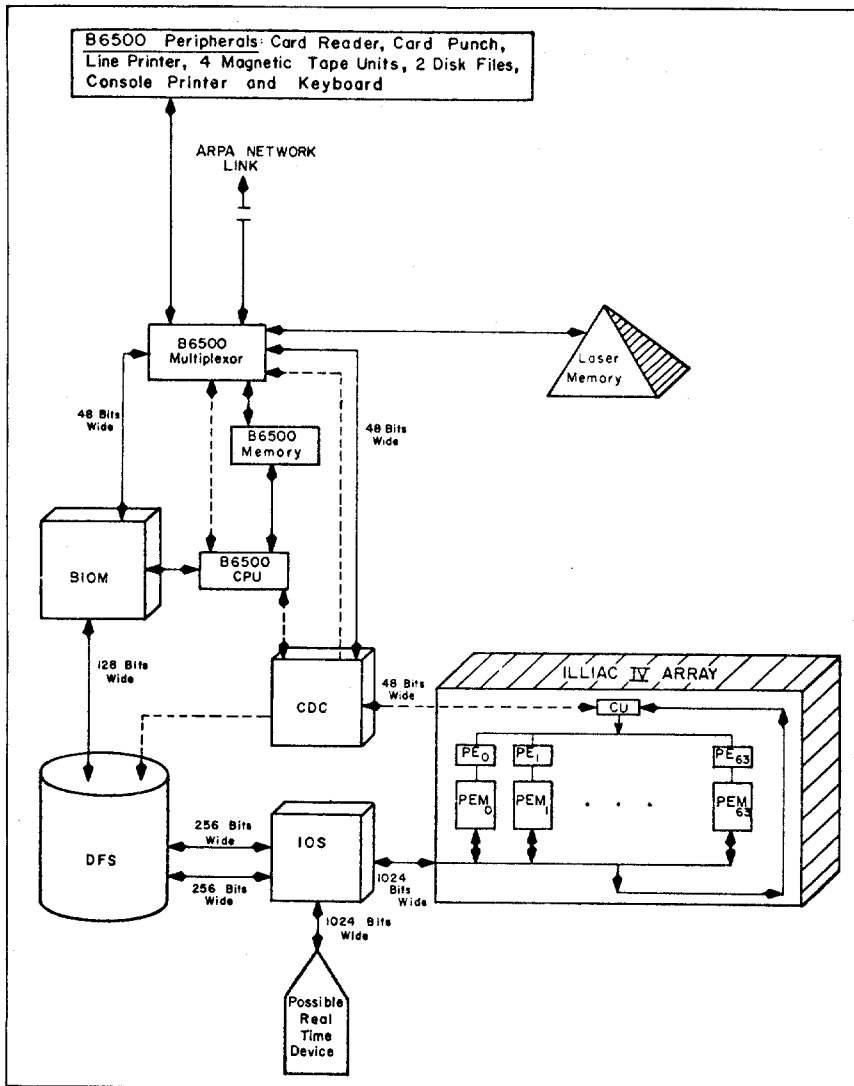 B6500 Peripherals: Card Reader, Card Punch,
Line Printer, 4 Magnetic Tape Units, 2 Disk Files,
Console Printer and Keyboard
ARPA NETWORK
LINK
B6500
Multiplexor
Laser
Memory
48 Bits
Wide
B6500
Memory
48 Bits
Wide
BIOM
B6500
CPU
128 Bits
Wide
CDC
48 Bits
Wide
ILLIAC IV ARRAY
CU
PE0
PE1
PE63
PEM0
PEM1
. . .
PEM63
DFS
256 Bits
Wide
256 Bits
Wide
IOS
1024
Bits
Wide
1024 Bits
Wide
Possible
Real
Time
Device